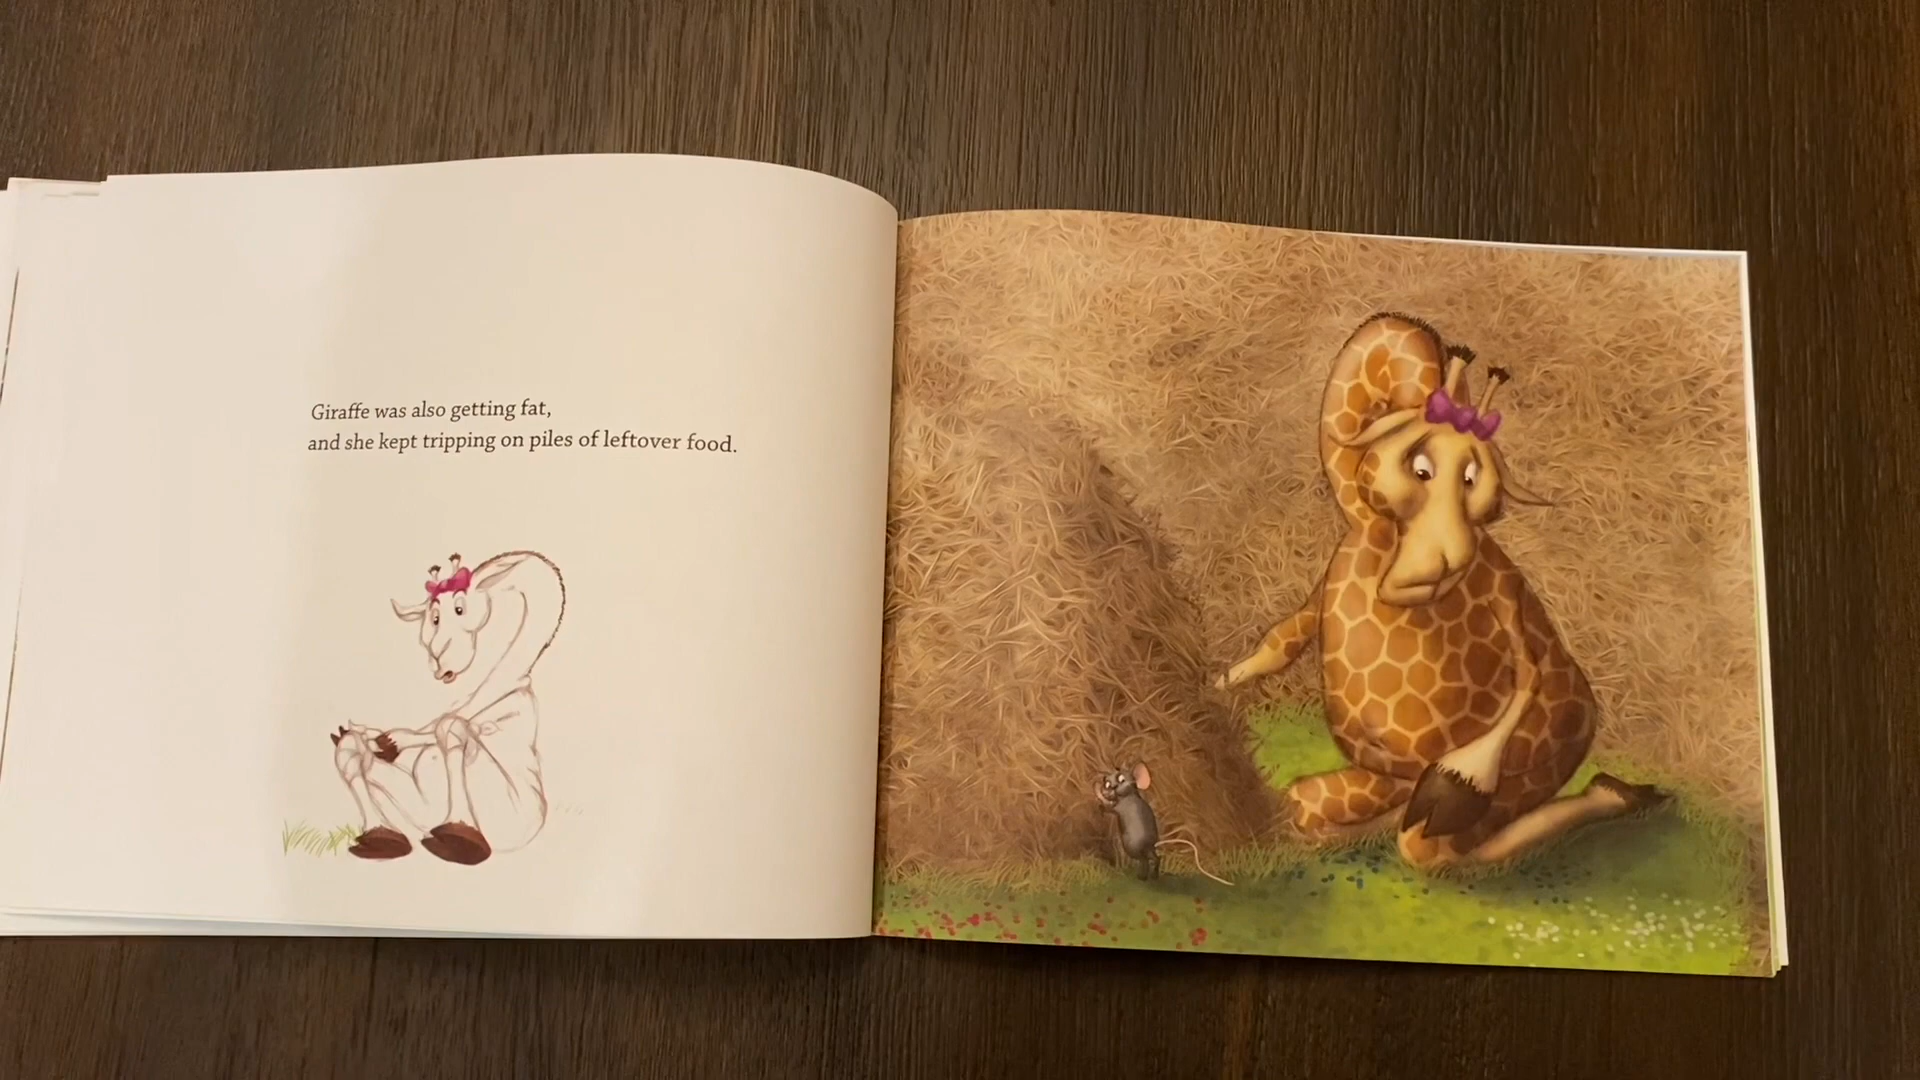 Giraffe was also getting fat,
and she kept tripping on piles of leftover food.